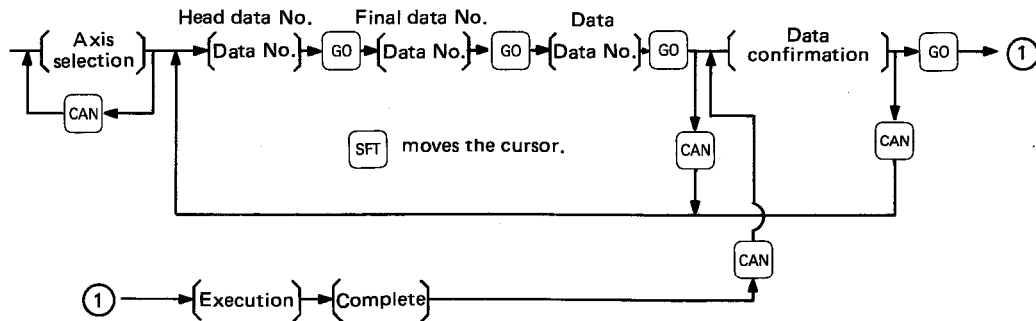 Head data No. Final data No. Data
Axis selection Data No. GO Data No. GO Data No. GO Data confirmation GO 1
CAN
SFT moves the cursor. CAN CAN
CAN
1 Execution Complete